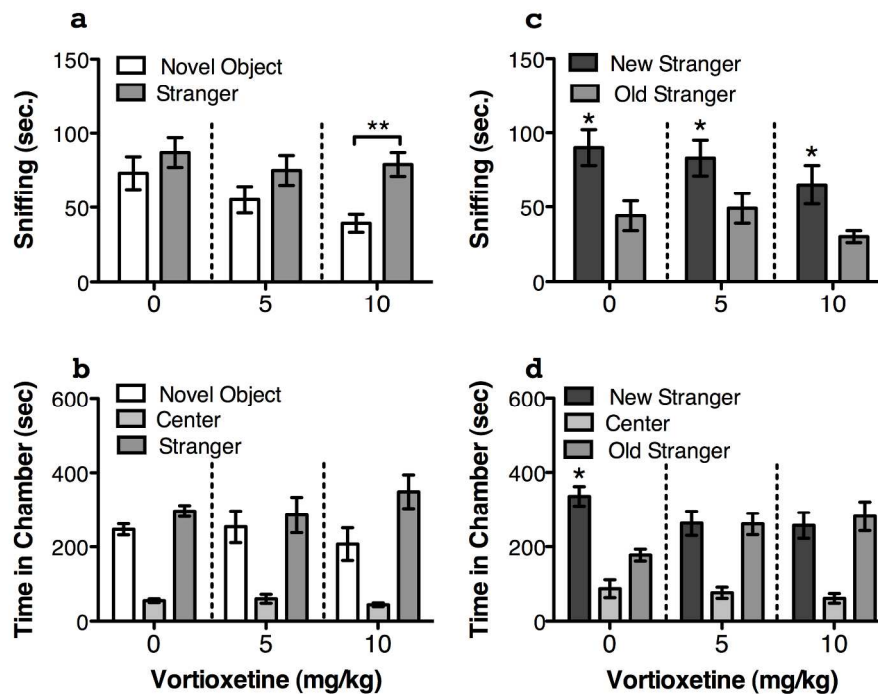 a
Sniffing (sec.)
150
100
50
0
Novel Object
Stranger
**
0 5 10
c
Sniffing (sec.)
150
100
50
0
New Stranger
Old Stranger
* * *
0 5 10
b
Time in Chamber (sec)
600
400
200
0
Novel Object
Center
Stranger
0 5 10
Vortioxetine (mg/kg)
d
Time in Chamber (sec)
600
400
200
0
New Stranger
Center
Old Stranger
*
0 5 10
Vortioxetine (mg/kg)